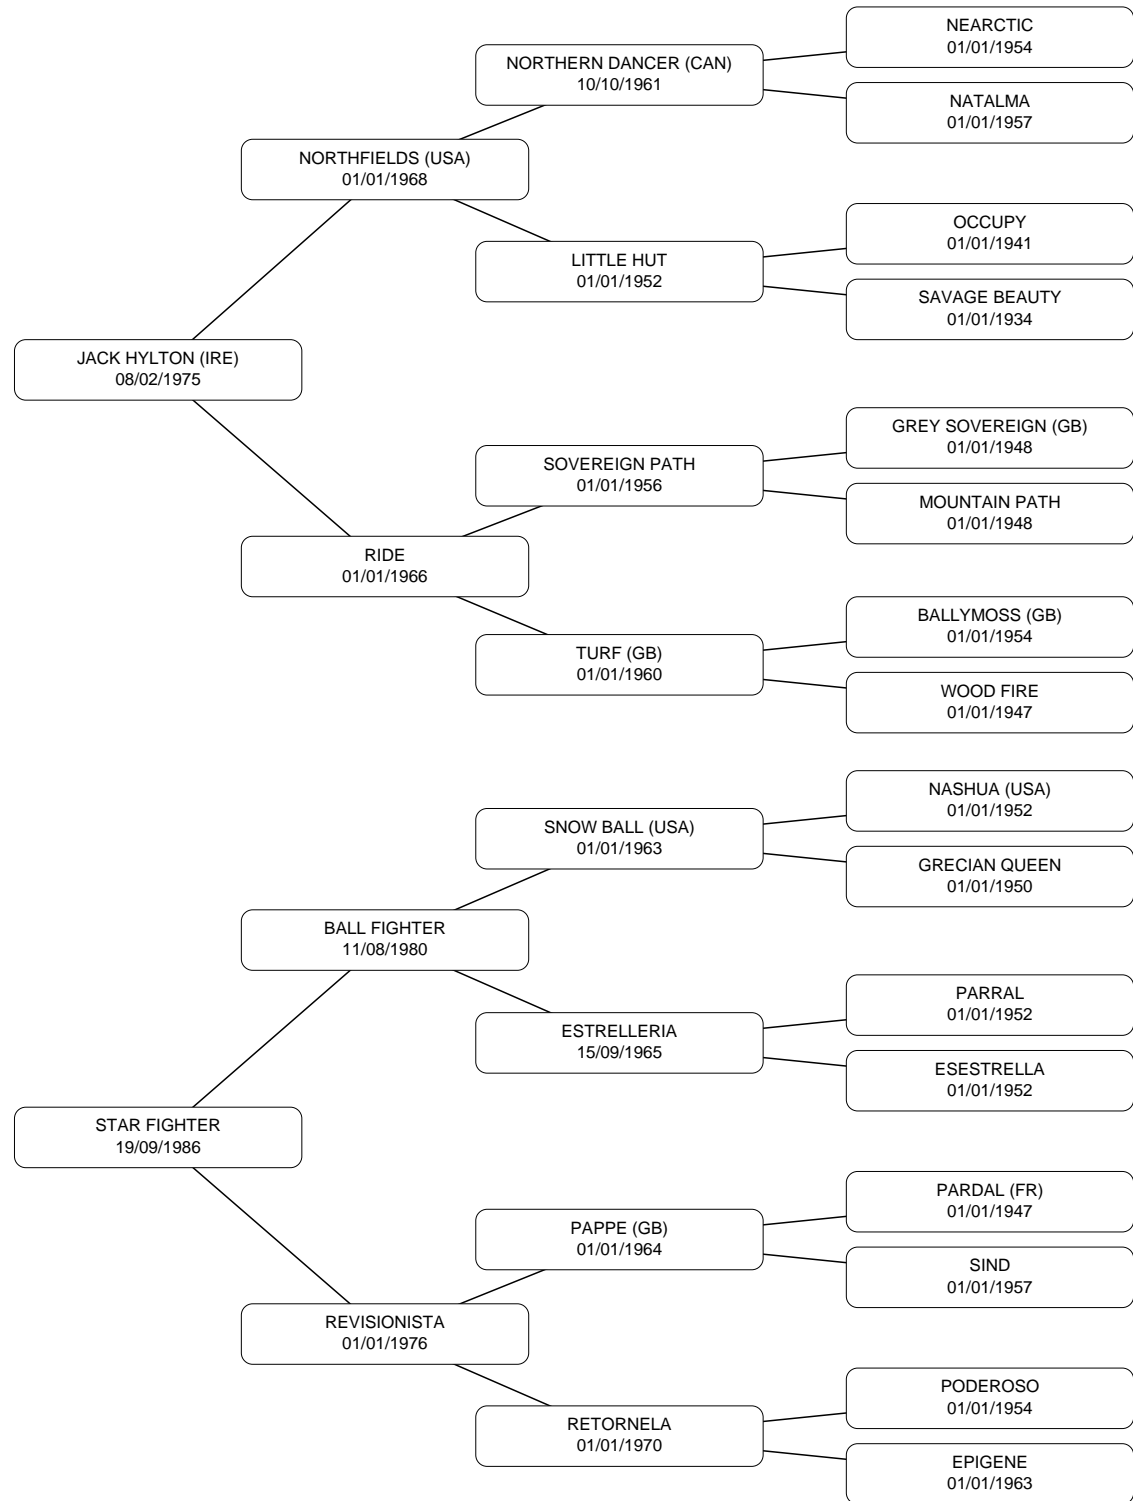 NEARCTIC
01/01/1954
NORTHERN DANCER (CAN)
10/10/1961
NATALMA
01/01/1957
NORTHFIELDS (USA)
01/01/1968
OCCUPY
01/01/1941
LITTLE HUT
01/01/1952
SAVAGE BEAUTY
01/01/1934
JACK HYLTON (IRE)
08/02/1975
GREY SOVEREIGN (GB)
01/01/1948
SOVEREIGN PATH
01/01/1956
MOUNTAIN PATH
01/01/1948
RIDE
01/01/1966
BALLYMOSS (GB)
01/01/1954
TURF (GB)
01/01/1960
WOOD FIRE
01/01/1947
NASHUA (USA)
01/01/1952
SNOW BALL (USA)
01/01/1963
GRECIAN QUEEN
01/01/1950
BALL FIGHTER
11/08/1980
PARRAL
01/01/1952
ESTRELLERIA
15/09/1965
ESESTRELLA
01/01/1952
STAR FIGHTER
19/09/1986
PARDAL (FR)
01/01/1947
PAPPE (GB)
01/01/1964
SIND
01/01/1957
REVISIONISTA
01/01/1976
PODEROSO
01/01/1954
RETORNELA
01/01/1970
EPIGENE
01/01/1963